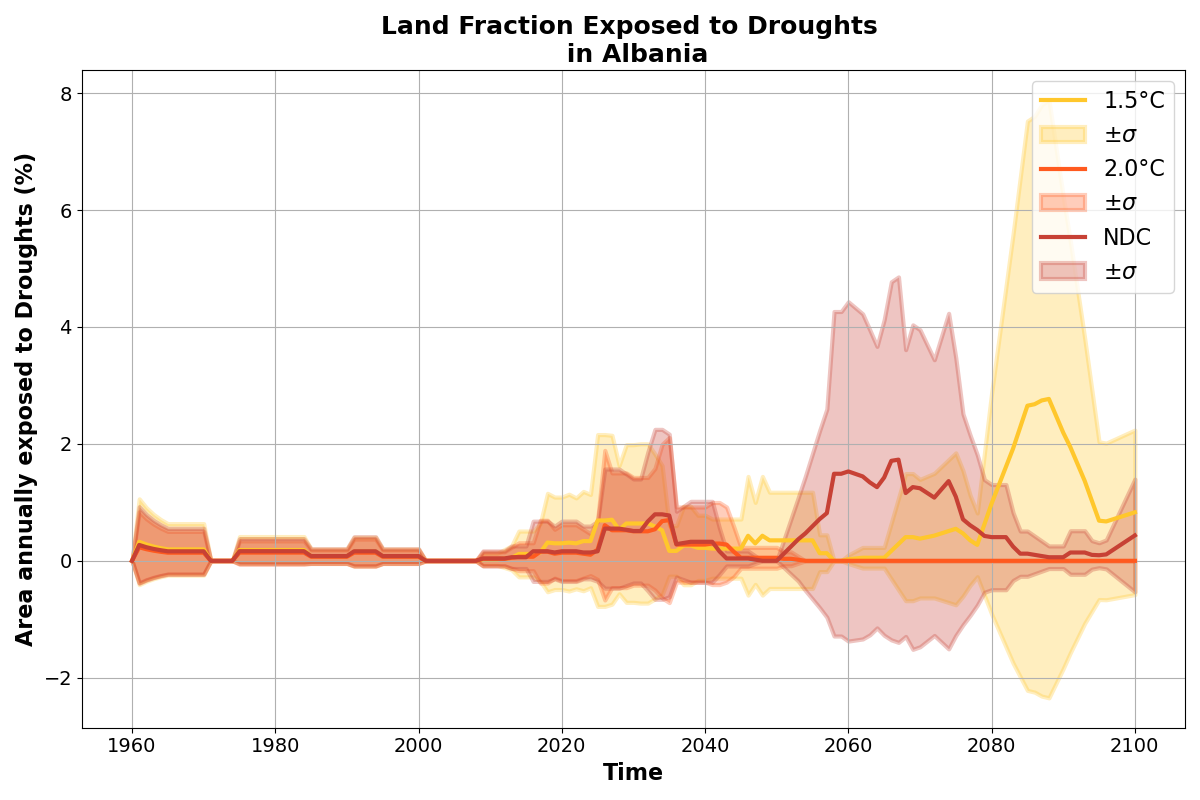 Land Fraction Exposed to Droughts
in Albania
Area annually exposed to Droughts (%)
8
6
4
2
0
−2
1960
1980
2000
2020
2040
2060
2080
2100
Time
1.5°C
±σ
2.0°C
±σ
NDC
±σ